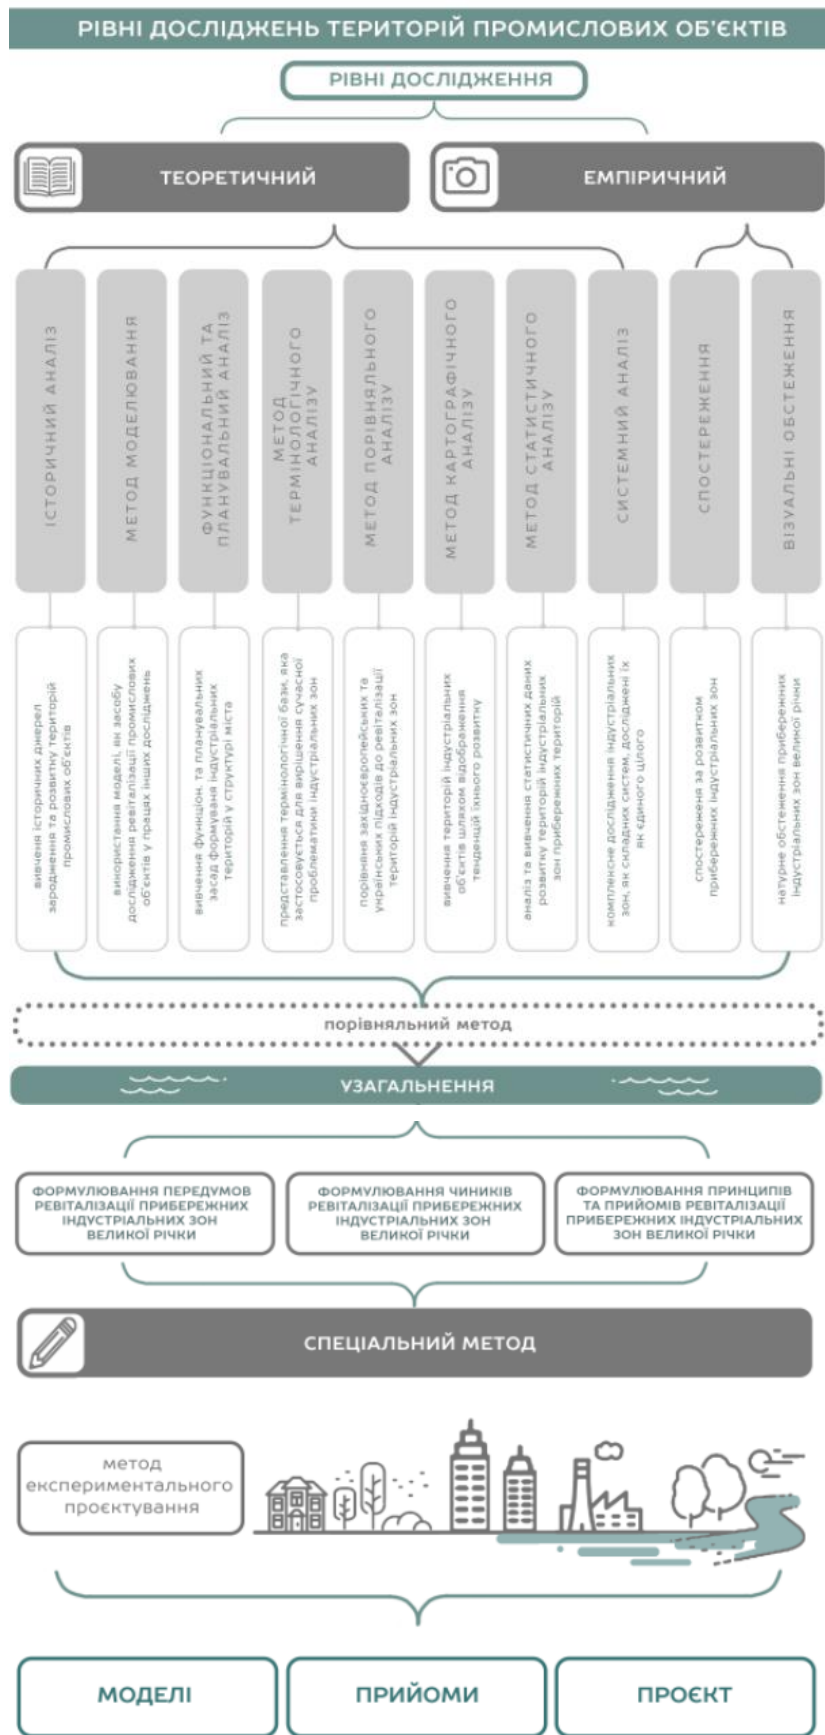 РІВНІ ДОСЛІДЖЕНЬ ТЕРИТОРІЙ ПРОМИСЛОВИХ ОБ'ЄКТІВ
РІВНІ ДОСЛІДЖЕННЯ
ТЕОРЕТИЧНИЙ
ЕМПІРИЧНИЙ
ІСТОРИЧНИЙ АНАЛІЗ
МЕТОД МОДЕЛЮВАННЯ
ФУНКЦІОНАЛЬНИЙ ТА
ПЛАНУВАЛЬНИЙ АНАЛІЗ
МЕТОД
ТЕРМІНОЛОГІЧНОГО
АНАЛІЗУ
МЕТОД ПОРІВНЯЛЬНОГО
АНАЛІЗУ
МЕТОД КАРТОГРАФІЧНОГО
АНАЛІЗУ
МЕТОД СТАТИСТИЧНОГО
АНАЛІЗУ
СИСТЕМНИЙ АНАЛІЗ
СПОСТЕРЕЖЕННЯ
ВІЗУАЛЬНІ ОБСТЕЖЕННЯ
вивченя історичних джерел
зародження та розвитку територій
промислових об'єктів
використання моделі, як засобу
дослідження ревіталізації промислових
об'єктів у працях інших досліджень
вивчення функціон. та планувальних
засад формуваня індустріальних
територій у структурі міста
представлення термінологічної бази, яка
застосовується для вирішення сучасної
проблематики індустріальних зон
порівняня західноєвропейських та
українських підходів до ревіталізації
територій індустріальних зон
вивчення територій індустріальних
об'єктів шляхом відображення
тенденцій їхнього розвитку
аналіз та вивчення статистичних даних
розвитку територій індустріальних
зон прибережних територій
комплексне дослідження індустріальних
зон, як складних систем, досліджені їх
як єдиного цілого
спостереженя за розвитком
прибережних індустріальних зон
натурне обстеження прибережних
індустріальних зон великої річки
порівняльний метод
УЗАГАЛЬНЕННЯ
ФОРМУЛЮВАННЯ ПЕРЕДУМОВ
РЕВІТАЛІЗАЦІЇ ПРИБЕРЕЖНИХ
ІНДУСТРІАЛЬНИХ ЗОН
ВЕЛИКОЇ РІЧКИ
ФОРМУЛЮВАННЯ ЧИНИКІВ
РЕВІТАЛІЗАЦІЇ ПРИБЕРЕЖНИХ
ІНДУСТРІАЛЬНИХ ЗОН
ВЕЛИКОЇ РІЧКИ
ФОРМУЛЮВАННЯ ПРИНЦИПІВ
ТА ПРИЙОМІВ РЕВІТАЛІЗАЦІЇ
ПРИБЕРЕЖНИХ ІНДУСТРІАЛЬНИХ
ЗОН ВЕЛИКОЇ РІЧКИ
СПЕЦІАЛЬНИЙ МЕТОД
метод
експериментального
проєктування
МОДЕЛІ
ПРИЙОМИ
ПРОЄКТ